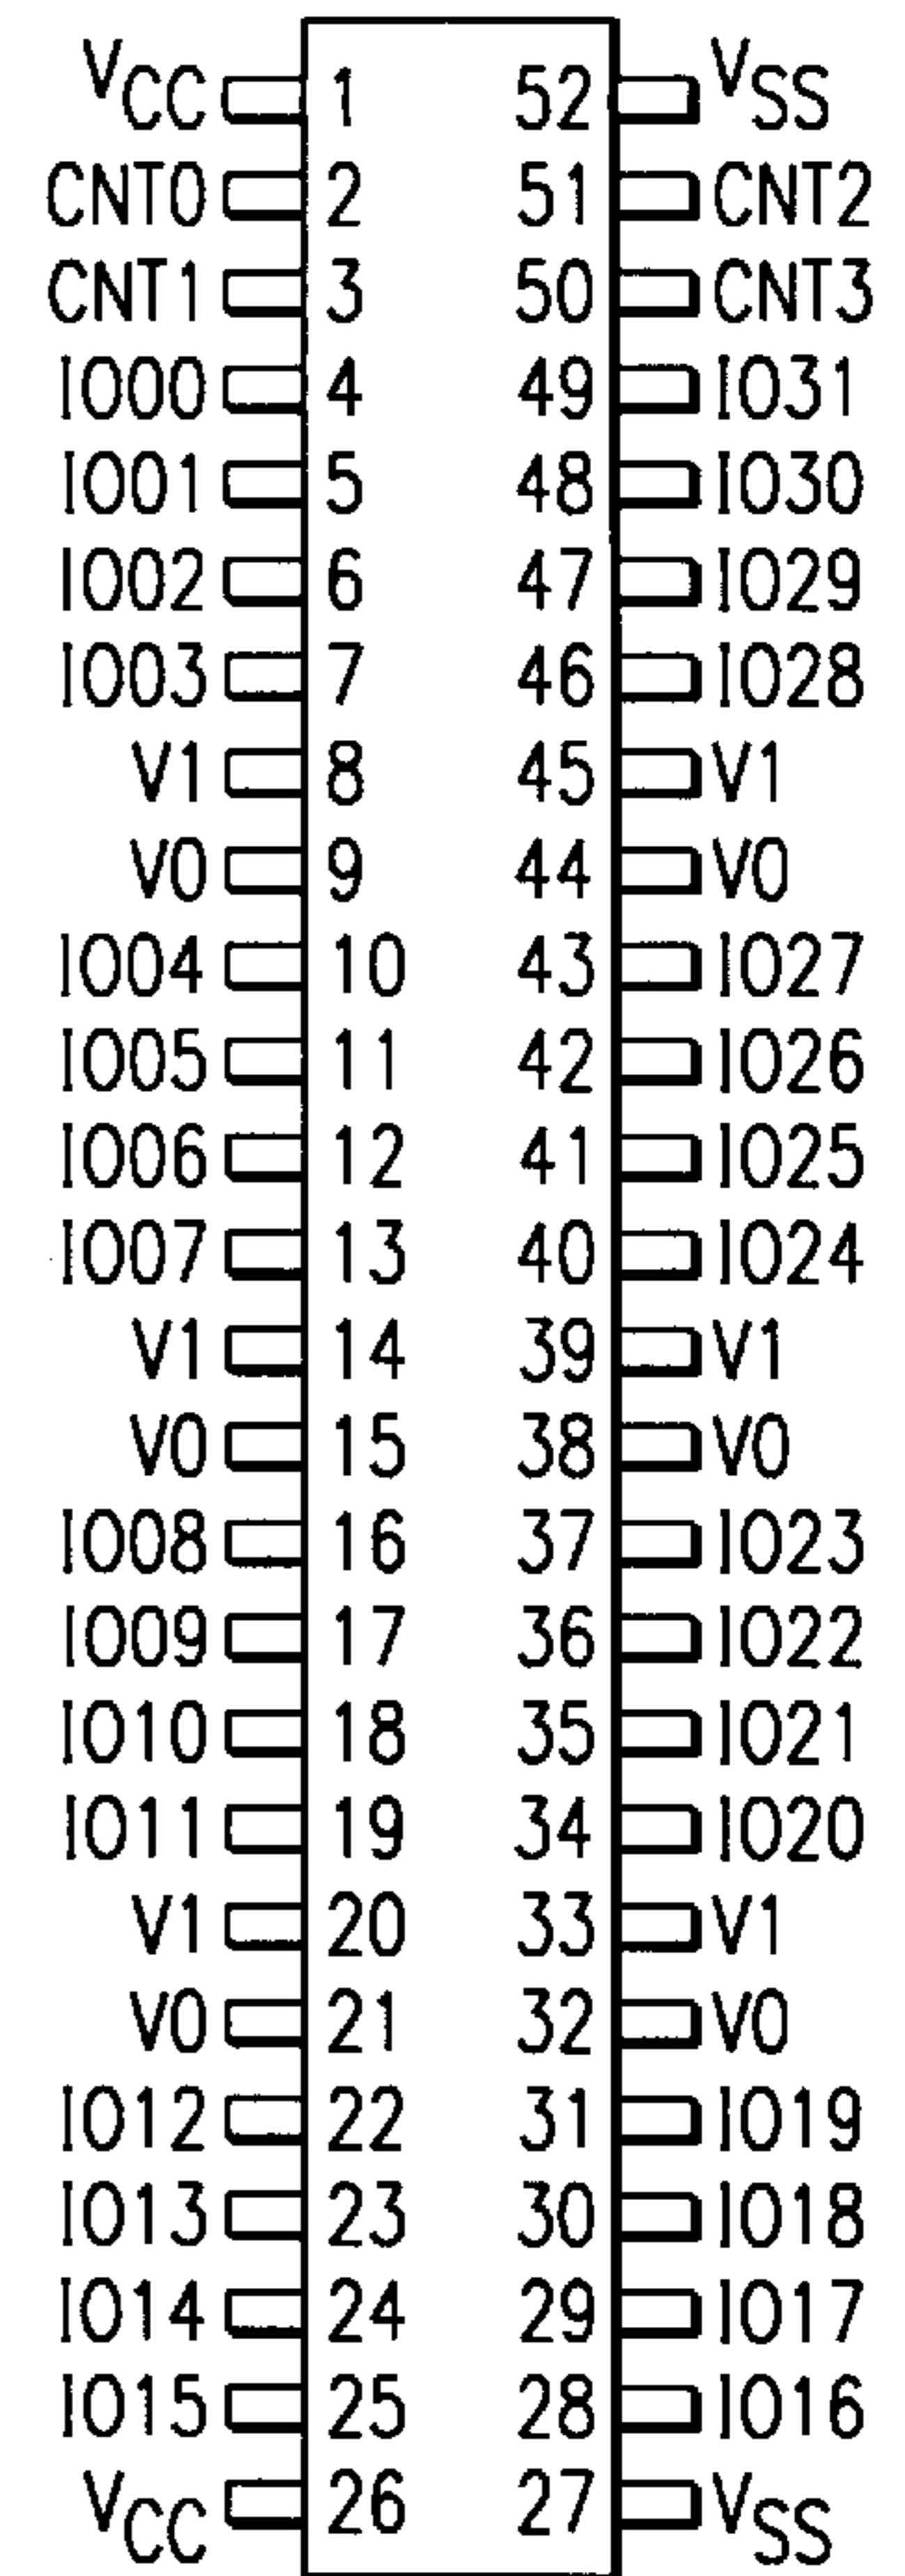 VCC 1 52 VSS
CNT0 2 51 CNT2
CNT1 3 50 CNT3
IO00 4 49 IO31
IO01 5 48 IO30
IO02 6 47 IO29
IO03 7 46 IO28
V1 8 45 V1
V0 9 44 V0
IO04 10 43 IO27
IO05 11 42 IO26
IO06 12 41 IO25
IO07 13 40 IO24
V1 14 39 V1
V0 15 38 V0
IO08 16 37 IO23
IO09 17 36 IO22
IO10 18 35 IO21
IO11 19 34 IO20
V1 20 33 V1
V0 21 32 V0
IO12 22 31 IO19
IO13 23 30 IO18
IO14 24 29 IO17
IO15 25 28 IO16
VCC 26 27 VSS